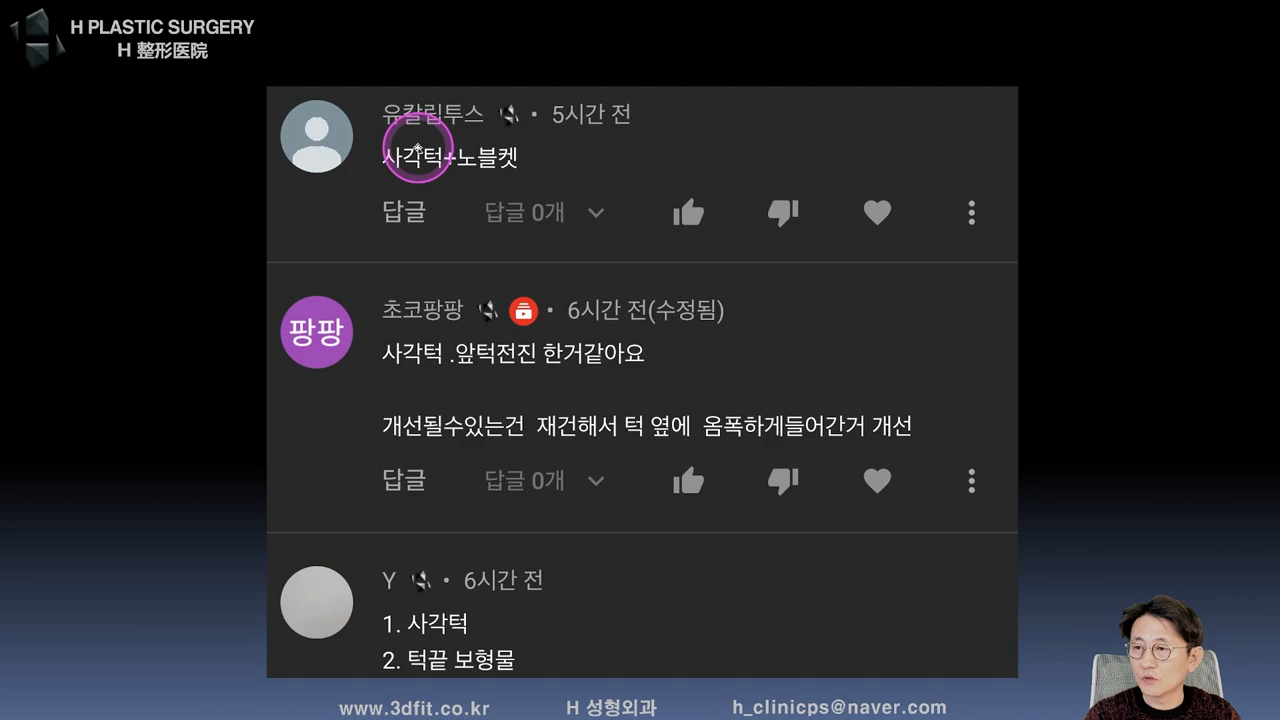 H PLASTIC SURGERY
H 整形医院
유칼립투스 • 5시간 전
사각턱+노블켓
답글 답글 0개
팡팡
초코팡팡 • 6시간 전(수정됨)
사각턱 .앞턱전진 한거같아요
개선될수있는건 재건해서 턱 옆에 옴폭하게들어간거 개선
답글 답글 0개
Y • 6시간 전
1. 사각턱
2. 턱끝 보형물
www.3dfit.co.kr H 성형외과 h_clinicps@naver.com